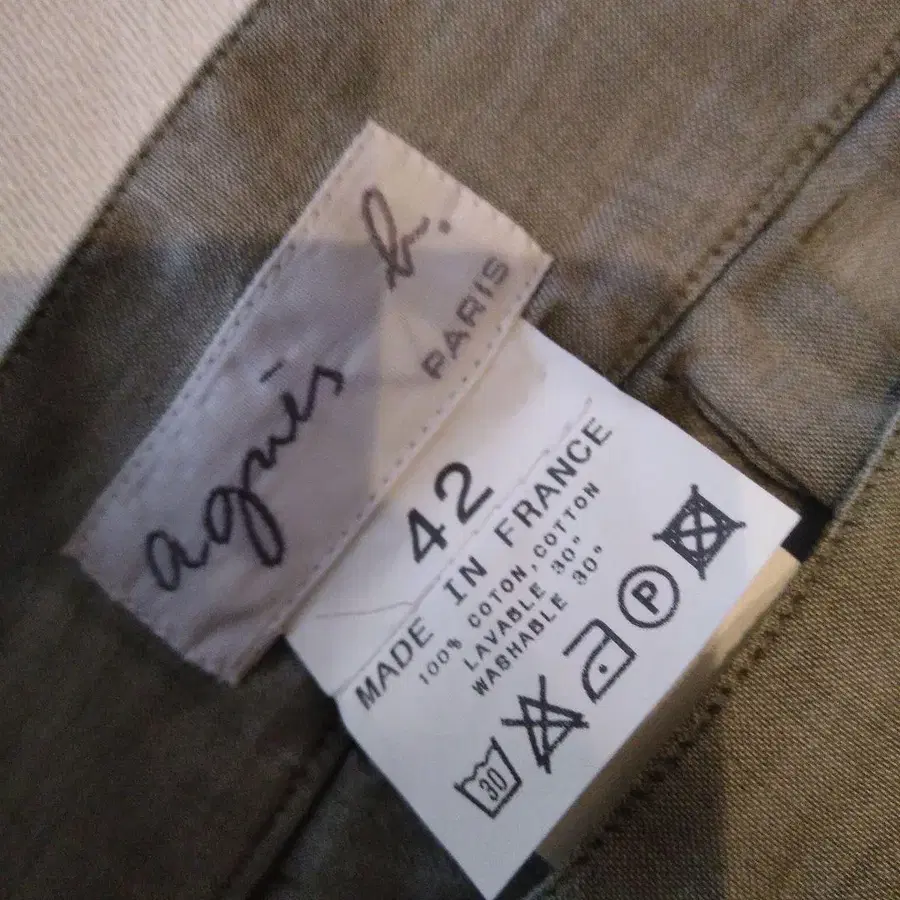 agnès b.
PARIS
42
MADE IN FRANCE
100% COTON, COTTON
LAVABLE 30°
WASHABLE 30°
30 P